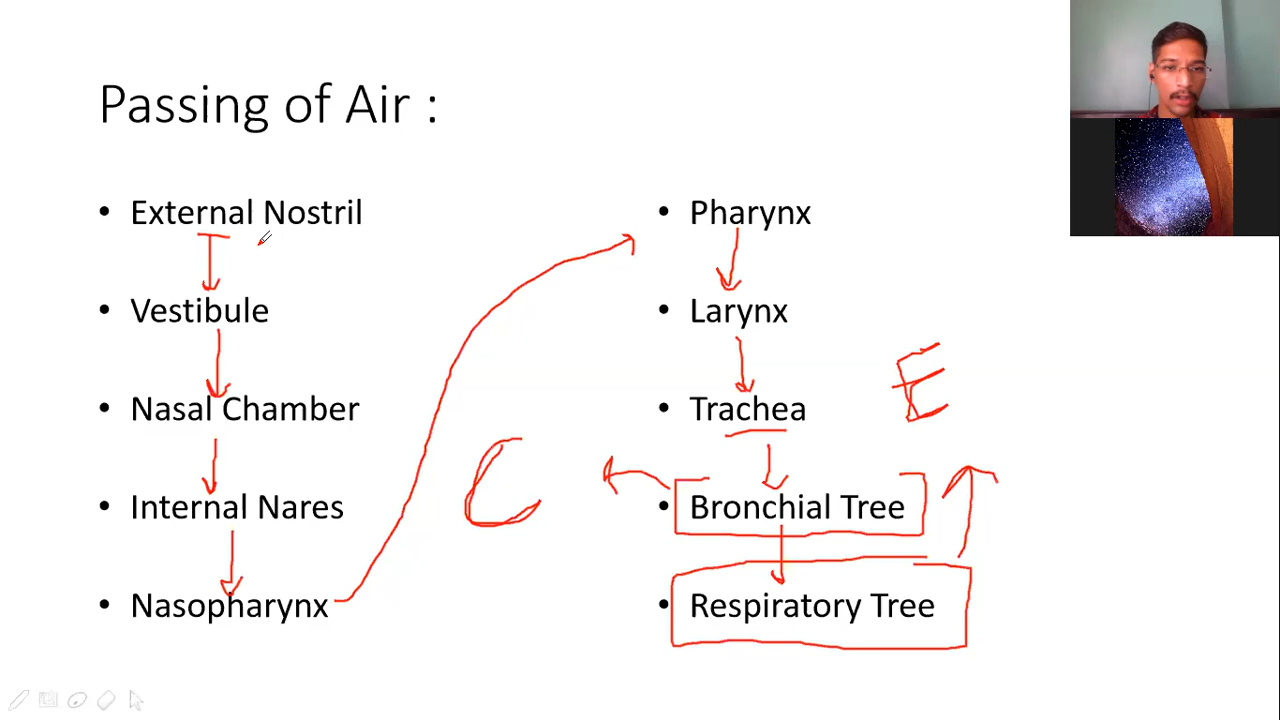 Passing of Air :
• External Nostril
• Vestibule
• Nasal Chamber
• Internal Nares
• Nasopharynx
• Pharynx
• Larynx
• Trachea
• Bronchial Tree
• Respiratory Tree
C
E